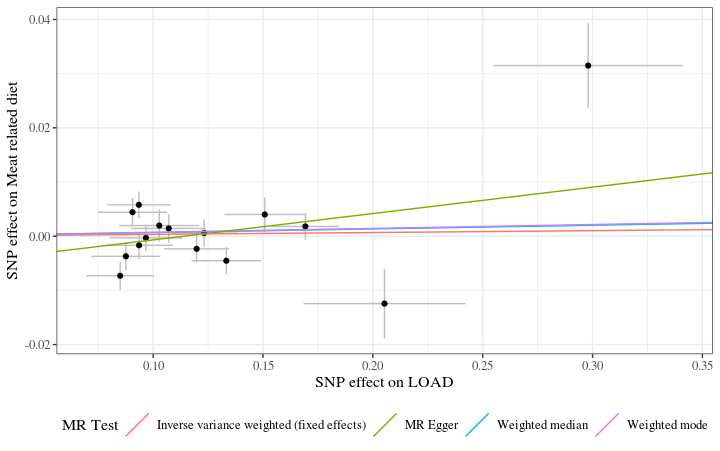 SNP effect on Meat related diet
0.04
0.02
0.00
-0.02
0.10 0.15 0.20 0.25 0.30 0.35
SNP effect on LOAD
MR Test Inverse variance weighted (fixed effects) MR Egger Weighted median Weighted mode